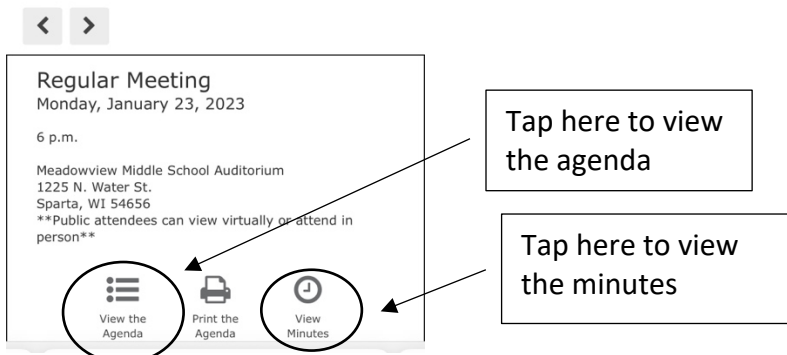 Regular Meeting
Monday, January 23, 2023
6 p.m.
Meadowview Middle School Auditorium
1225 N. Water St.
Sparta, WI 54656
**Public attendees can view virtually or attend in
person**
View the
Agenda
Print the
Agenda
View
Minutes
Tap here to view
the agenda
Tap here to view
the minutes